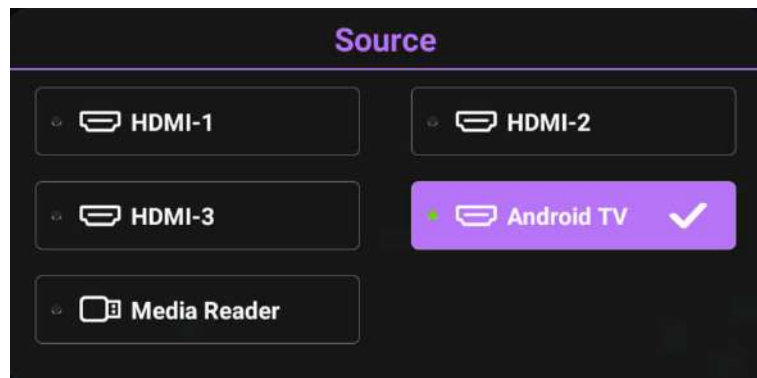 Source
HDMI-1
HDMI-2
HDMI-3
Android TV
Media Reader